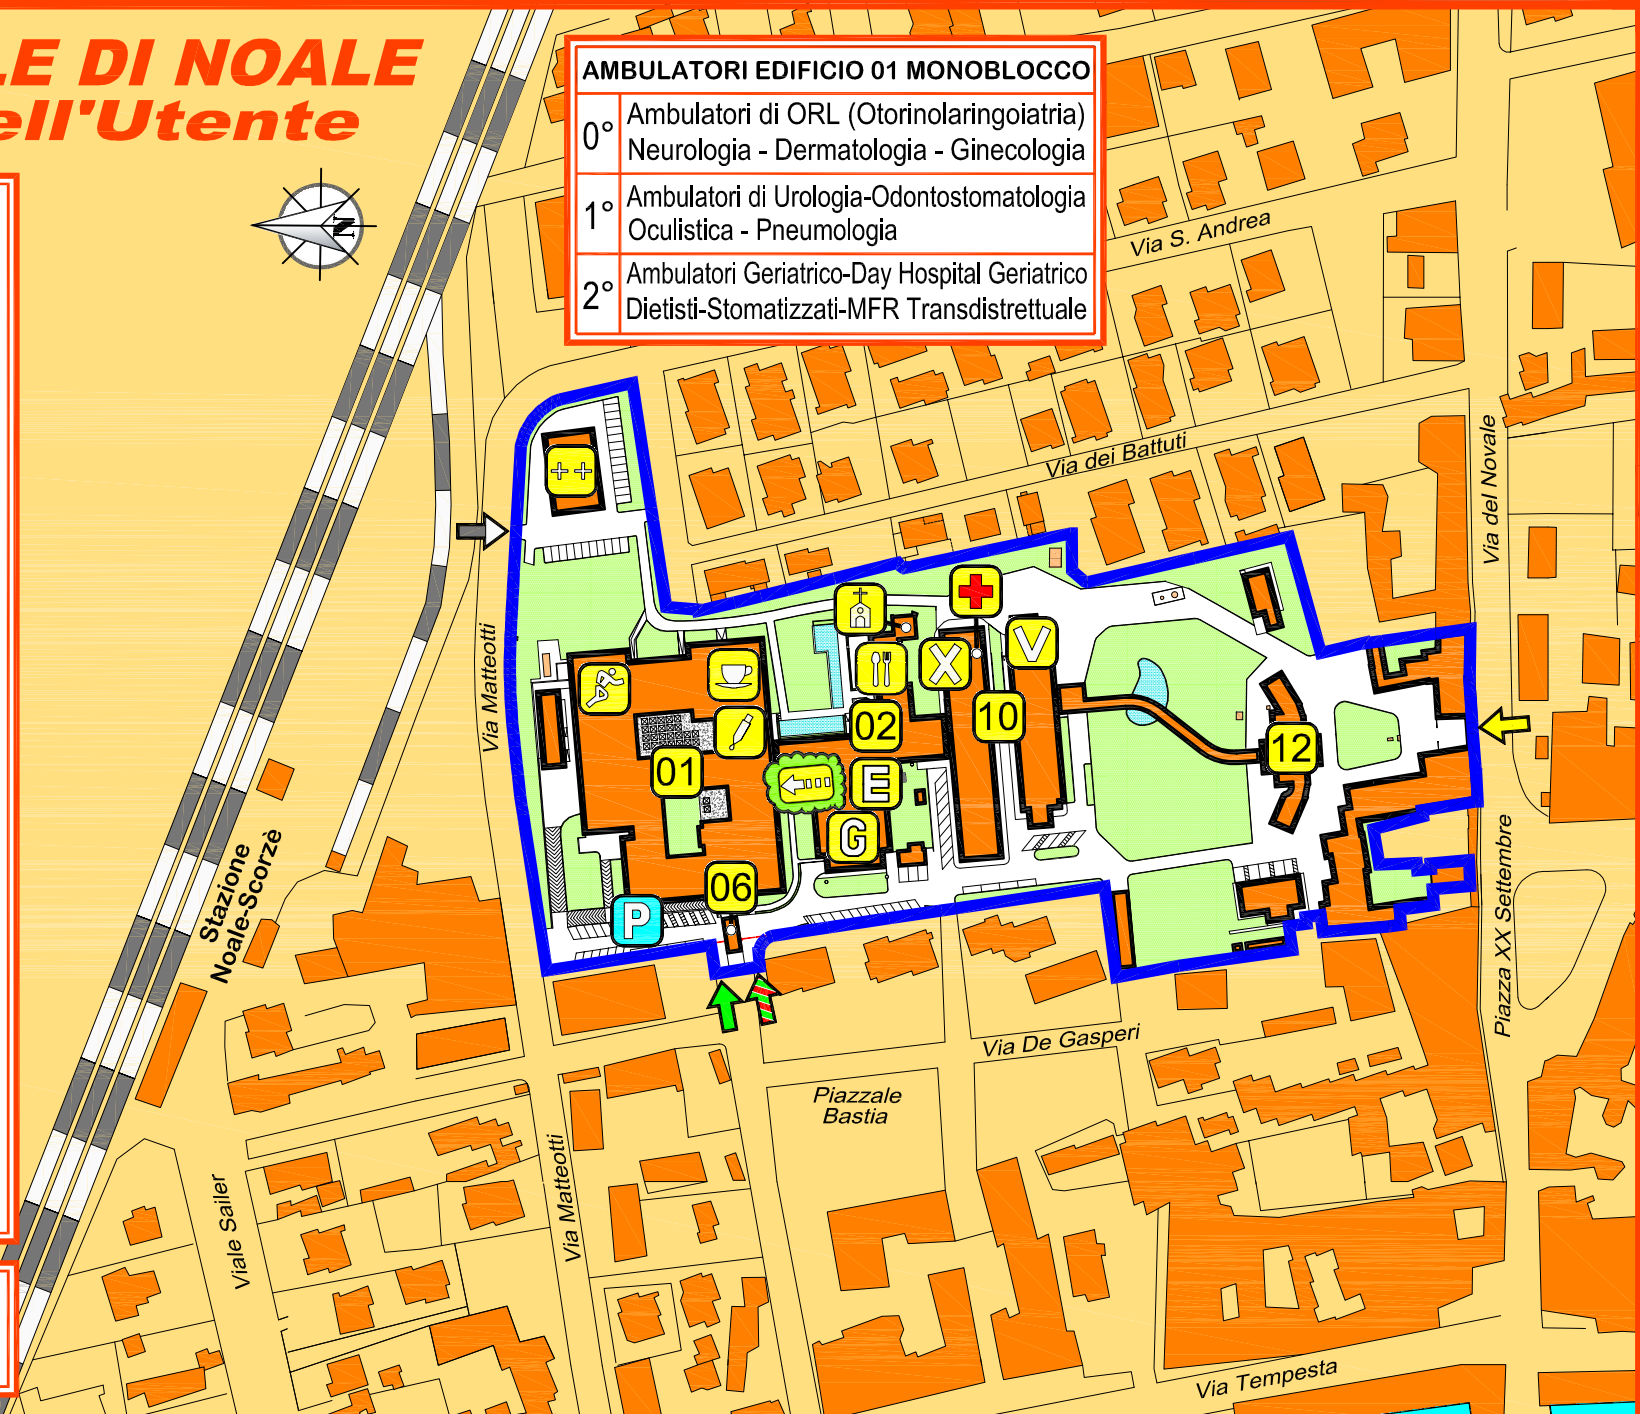 LE DI NOALE
ell'Utente
AMBULATORI EDIFICIO 01 MONOBLOCCO
0° Ambulatori di ORL (Otorinolaringoiatria)
Neurologia - Dermatologia - Ginecologia
1° Ambulatori di Urologia-Odontostomatologia
Oculistica - Pneumologia
2° Ambulatori Geriatrico-Day Hospital Geriatrico
Dietisti-Stomatizzati-MFR Transdistrettuale
N
Via S. Andrea
Via dei Battuti
Via del Novale
++
Via Matteotti
X
V
02
10
12
01
E
G
06
P
Stazione
Noale-Scorzè
Piazza XX Settembre
Via De Gasperi
Piazzale
Bastia
Via Matteotti
Viale Sailer
Via Tempesta